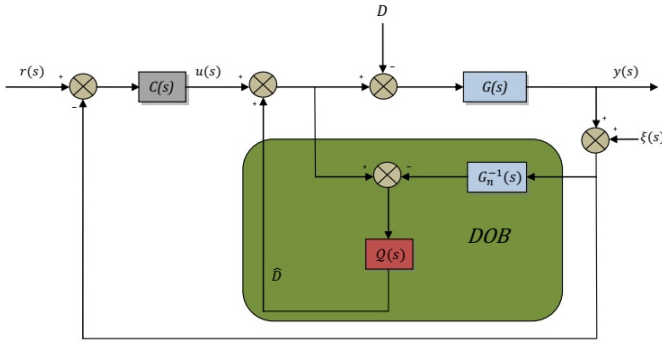 D
r(s)
+
C(s)
u(s)
+
+
-
G(s)
y(s)
-
+
+
+
ξ(s)
+
-
G_n^{-1}(s)
DOB
Q(s)
D̂